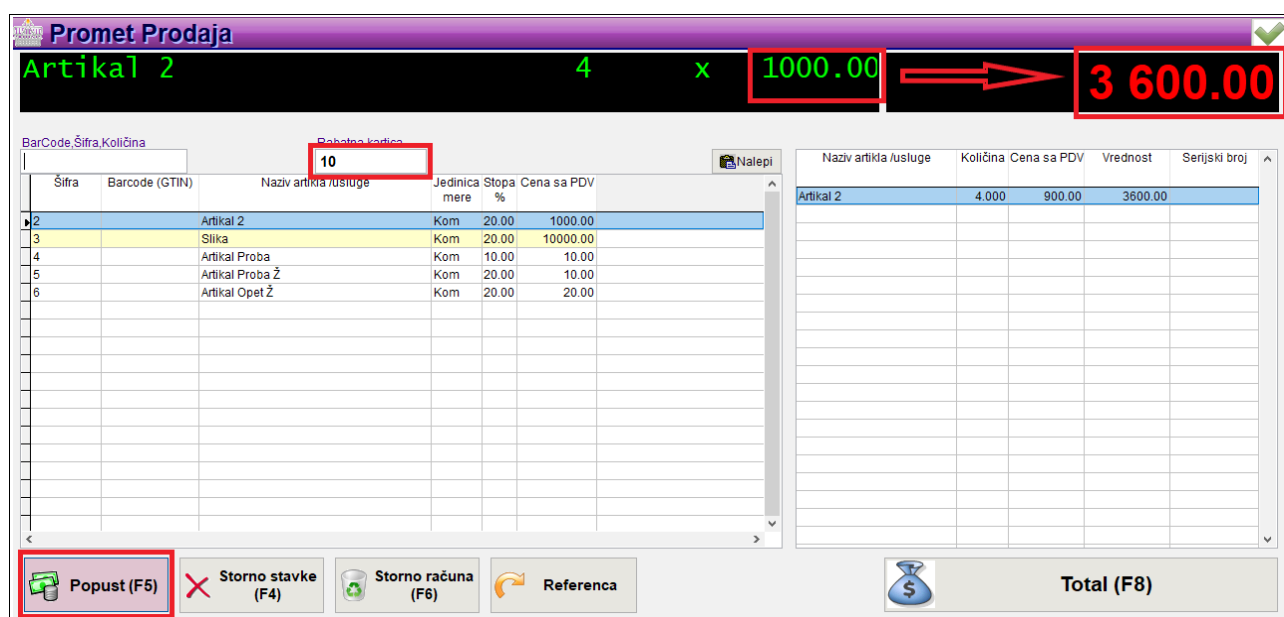 Promet Prodaja
Artikal 2 4 x 1000.00 3 600.00
BarCode,Šifra,Količina Rabatna kartica
10 Nalepi
Šifra Barcode (GTIN) Naziv artikla /usluge Jedinica mere Stopa % Cena sa PDV
2 Artikal 2 Kom 20.00 1000.00
3 Slika Kom 20.00 10000.00
4 Artikal Proba Kom 10.00 10.00
5 Artikal Proba Ž Kom 20.00 10.00
6 Artikal Opet Ž Kom 20.00 20.00
Naziv artikla /usluge Količina Cena sa PDV Vrednost Serijski broj
Artikal 2 4.000 900.00 3600.00
Popust (F5) Storno stavke (F4) Storno računa (F6) Referenca Total (F8)